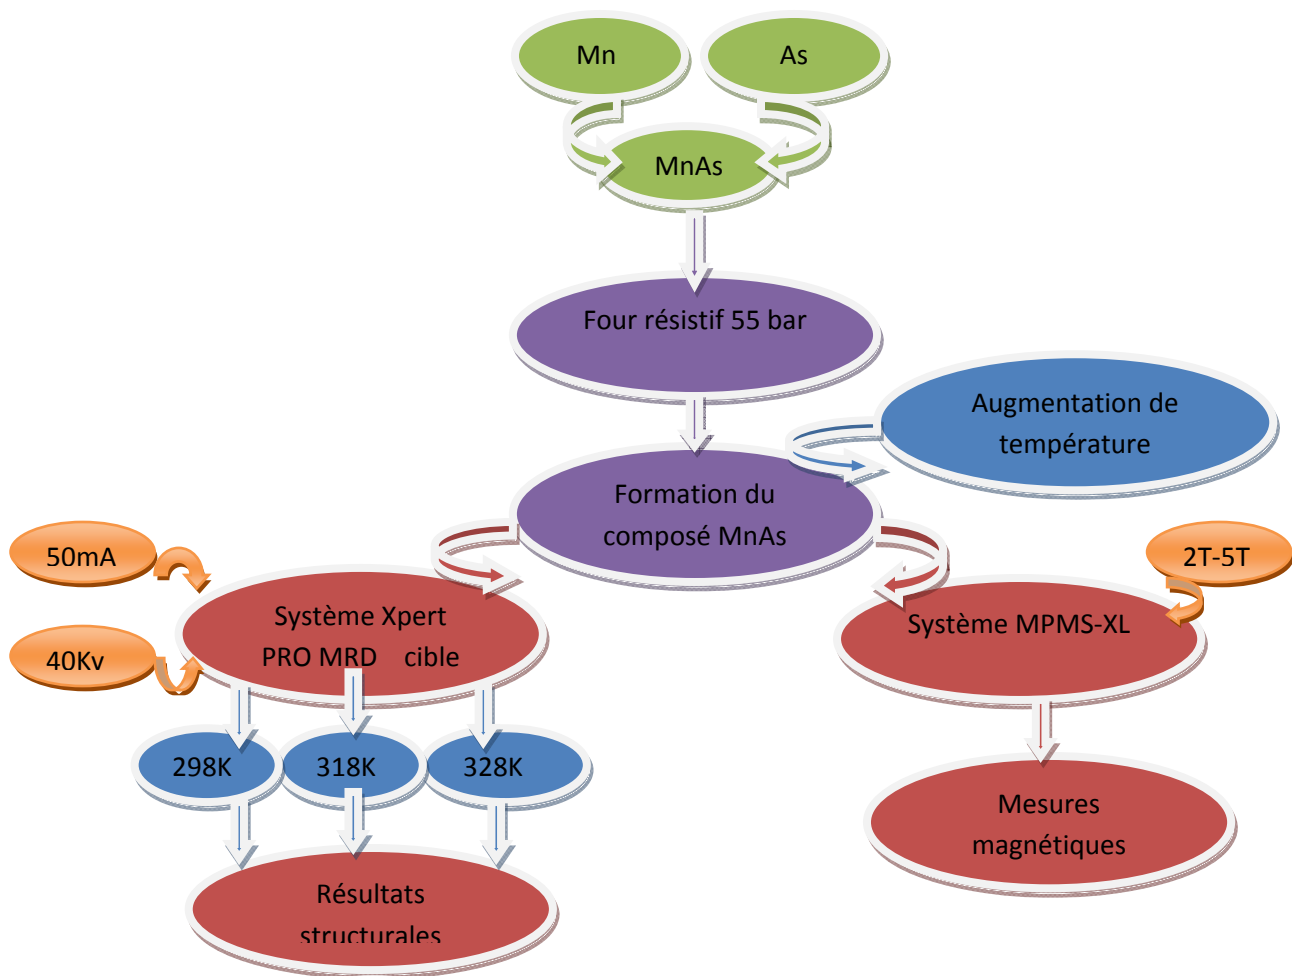 Mn
As
MnAs
Four résistif 55 bar
Augmentation de
température
Formation du
composé MnAs
50mA
2T-5T
Système Xpert
PRO MRD cible
Système MPMS-XL
40Kv
298K
318K
328K
Mesures
magnétiques
Résultats
structurales